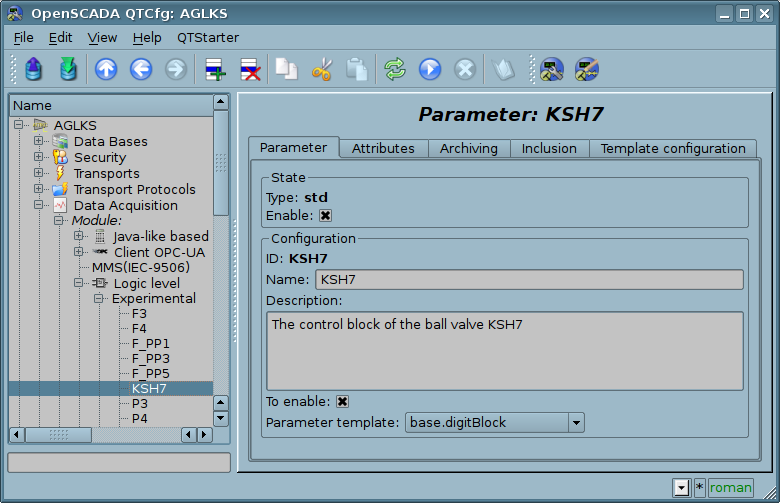 OpenSCADA QTCfg: AGLKS
File Edit View Help QTStarter
Name
AGLKS
Data Bases
Security
Transports
Transport Protocols
Data Acquisition
Module:
Java-like based
Client OPC-UA
MMS(IEC-9506)
Logic level
Experimental
F3
F4
F_PP1
F_PP3
F_PP5
KSH7
P3
P4
Parameter: KSH7
Parameter Attributes Archiving Inclusion Template configuration
State
Type: std
Enable:
Configuration
ID: KSH7
Name: KSH7
Description:
The control block of the ball valve KSH7
To enable:
Parameter template: base.digitBlock
* roman